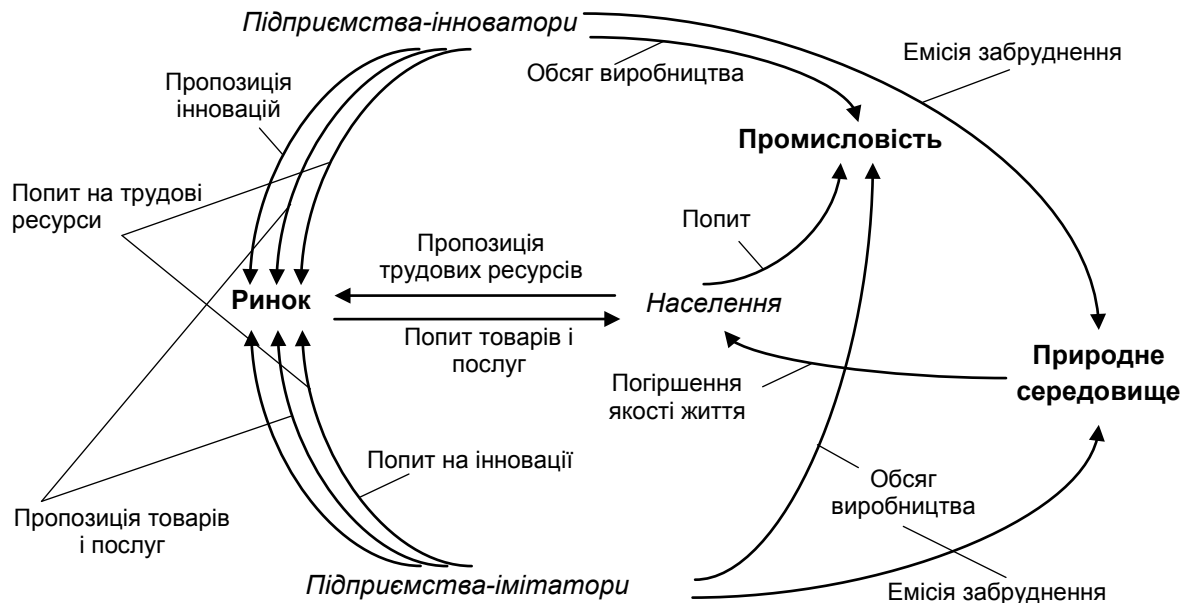 Підприємства-інноватори
Емісія забруднення
Обсяг виробництва
Пропозиція
інновацій
Промисловість
Попит на трудові
ресурси
Попит
Пропозиція
трудових ресурсів
Ринок
Населення
Попит товарів і
послуг
Природне
середовище
Погіршення
якості життя
Попит на інновації
Обсяг
виробництва
Пропозиція товарів
і послуг
Підприємства-імітатори
Емісія забруднення